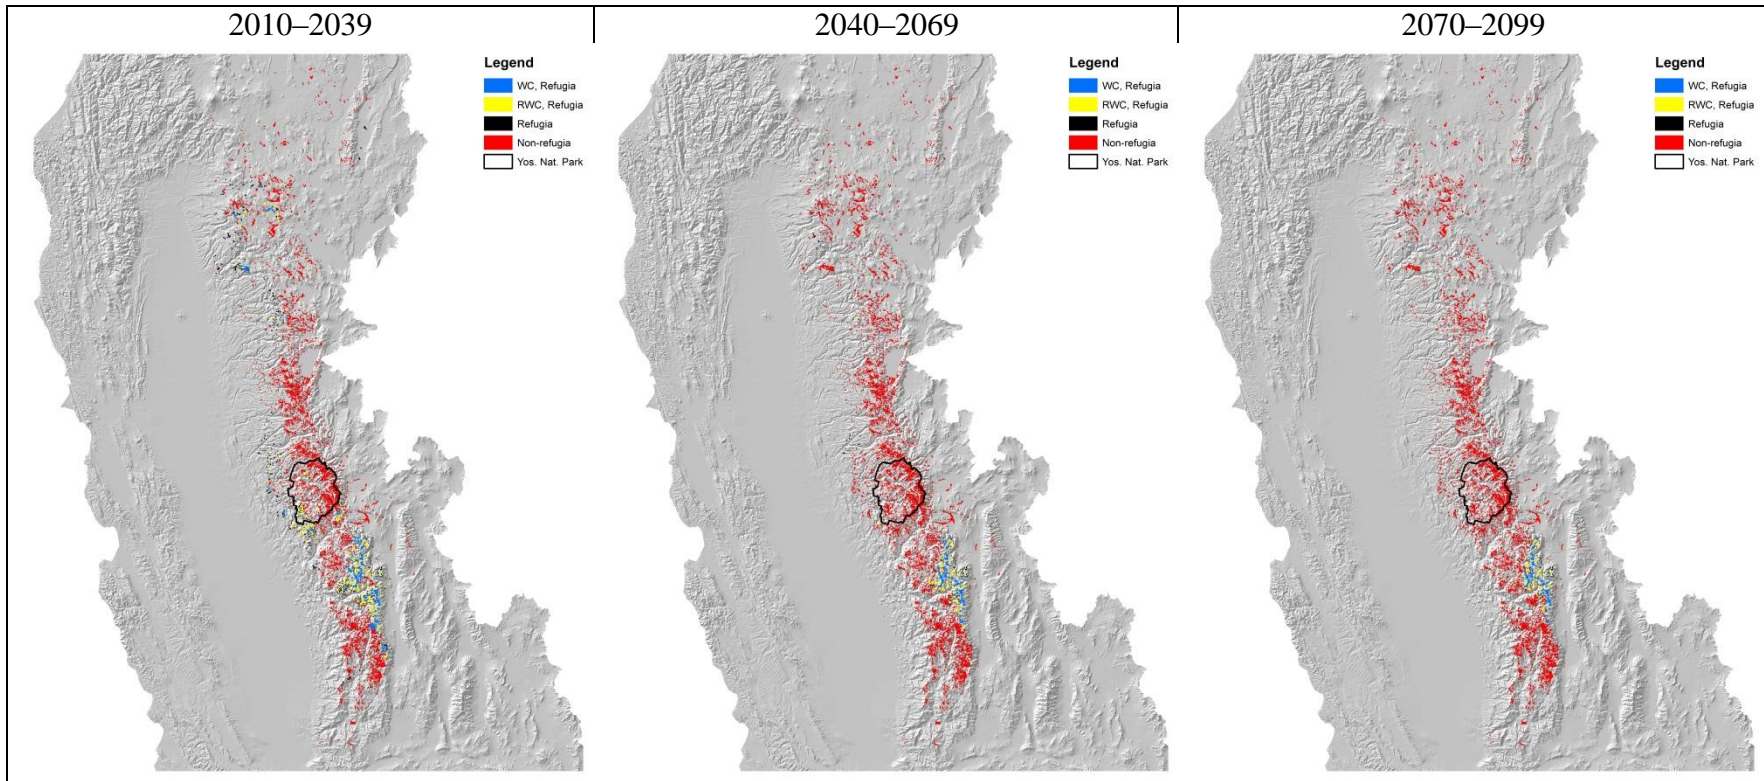 2010–2039
2040–2069
2070–2099
Legend
WC, Refugia
RWC, Refugia
Refugia
Non-refugia
Yos. Nat. Park
Legend
WC, Refugia
RWC, Refugia
Refugia
Non-refugia
Yos. Nat. Park
Legend
WC, Refugia
RWC, Refugia
Refugia
Non-refugia
Yos. Nat. Park